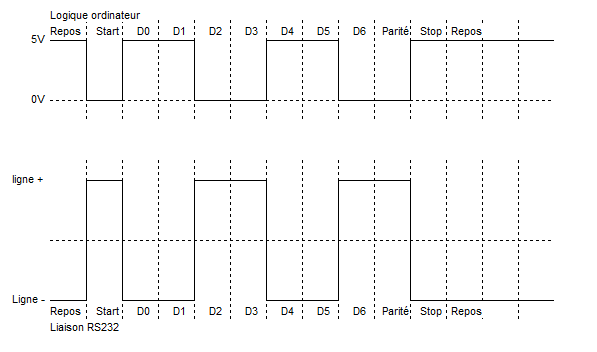 Logique ordinateur
Repos Start D0 D1 D2 D3 D4 D5 D6 Parité Stop Repos
5V
0V
ligne +
Ligne -
Repos Start D0 D1 D2 D3 D4 D5 D6 Parité Stop Repos
Liaison RS232